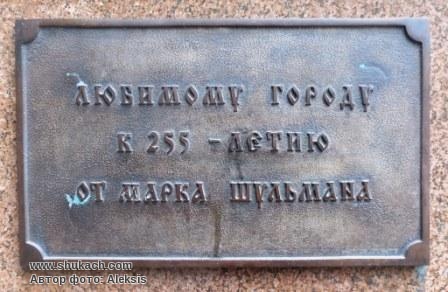 ЛЮБИМОМУ ГОРОДУ
К 255 -ЛЕТИЮ
ОТ МАРКА ШУЛЬМАНА
www.shukach.com
Автор фото: Aleksis